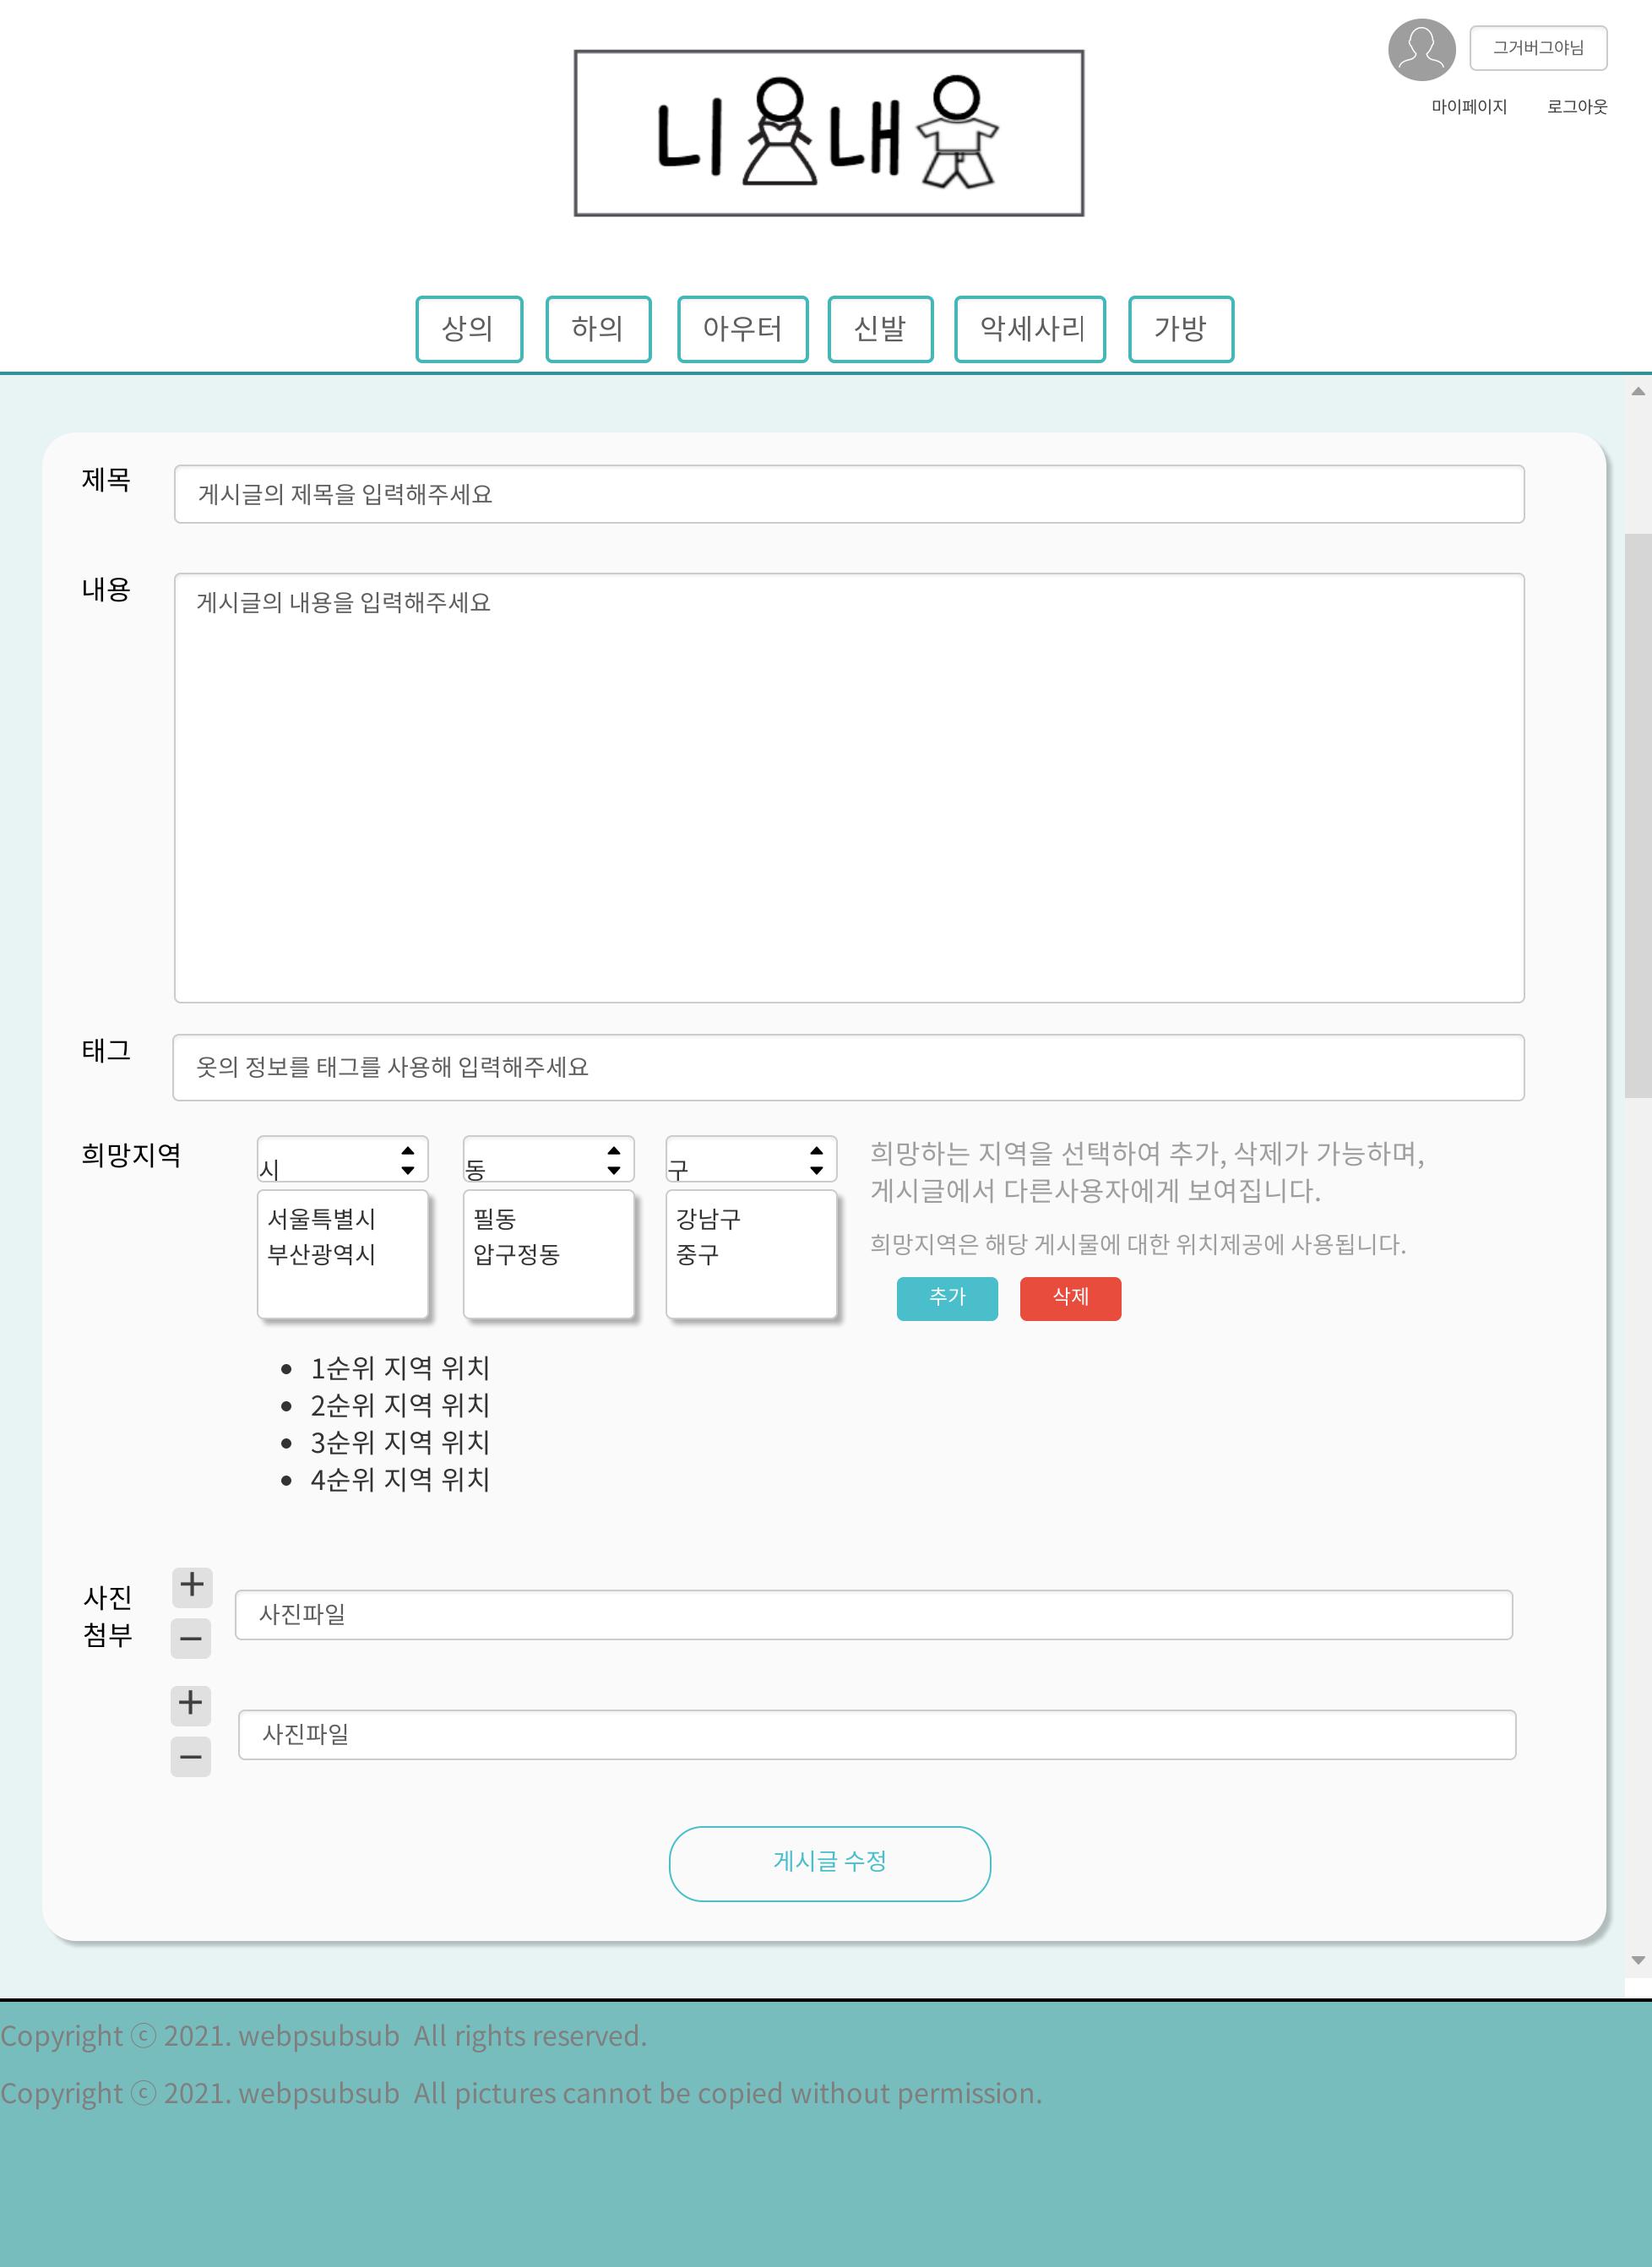 그거버그야님
마이페이지 로그아웃
니 내
상의 하의 아우터 신발 악세사리 가방
제목
게시글의 제목을 입력해주세요
내용
게시글의 내용을 입력해주세요
태그
옷의 정보를 태그를 사용해 입력해주세요
희망지역
시 동 구
서울특별시 필동 강남구
부산광역시 압구정동 중구
희망하는 지역을 선택하여 추가, 삭제가 가능하며,
게시글에서 다른사용자에게 보여집니다.
희망지역은 해당 게시물에 대한 위치제공에 사용됩니다.
추가 삭제
• 1순위 지역 위치
• 2순위 지역 위치
• 3순위 지역 위치
• 4순위 지역 위치
사진
첨부
+
사진파일
−
+
사진파일
−
게시글 수정
Copyright ⓒ 2021. webpsubsub All rights reserved.
Copyright ⓒ 2021. webpsubsub All pictures cannot be copied without permission.